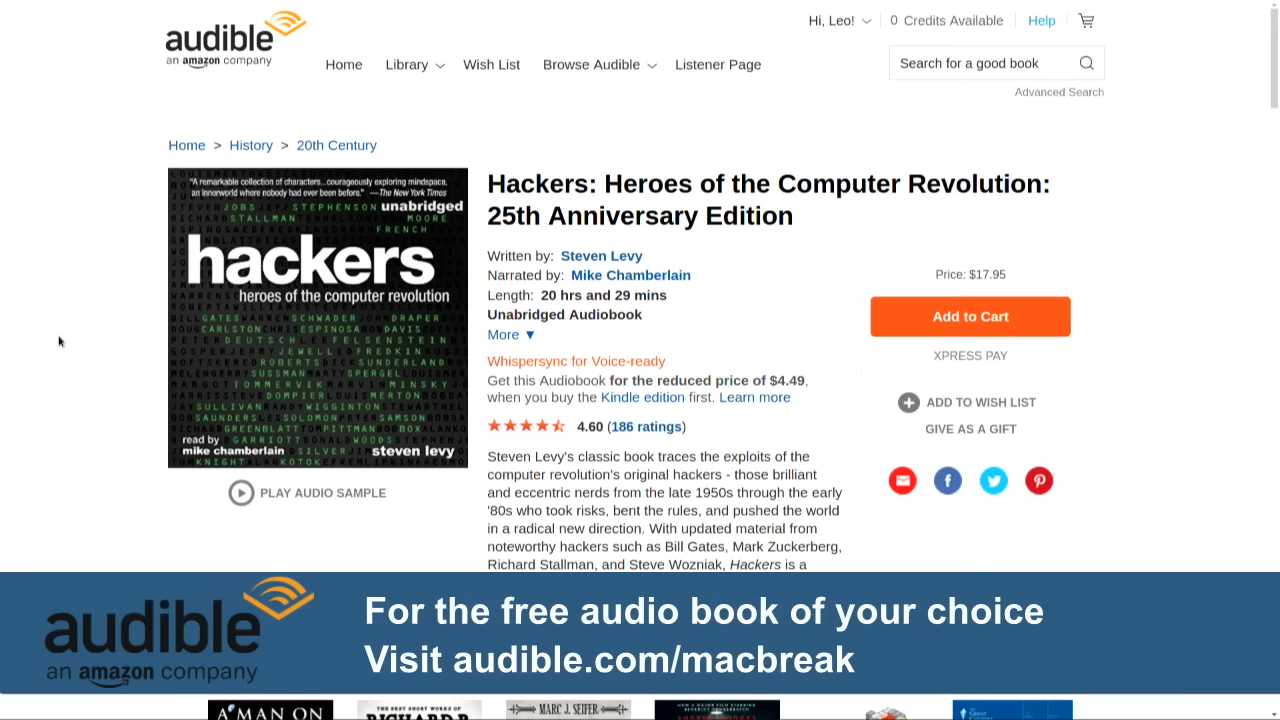 audible
an amazon company
Hi, Leo!
0 Credits Available
Help
Home
Library
Wish List
Browse Audible
Listener Page
Search for a good book
Advanced Search
Home > History > 20th Century
"A remarkable collection of characters...courageously exploring mindspace,
an innerworld where nobody had ever been before." —The New York Times
unabridged
hackers
heroes of the computer revolution
read by
mike chamberlain
steven levy
PLAY AUDIO SAMPLE
Hackers: Heroes of the Computer Revolution:
25th Anniversary Edition
Written by: Steven Levy
Narrated by: Mike Chamberlain
Length: 20 hrs and 29 mins
Unabridged Audiobook
More ▼
Whispersync for Voice-ready
Get this Audiobook for the reduced price of $4.49,
when you buy the Kindle edition first. Learn more
4.60 (186 ratings)
Steven Levy's classic book traces the exploits of the
computer revolution's original hackers - those brilliant
and eccentric nerds from the late 1950s through the early
'80s who took risks, bent the rules, and pushed the world
in a radical new direction. With updated material from
noteworthy hackers such as Bill Gates, Mark Zuckerberg,
Richard Stallman, and Steve Wozniak, Hackers is a
Price: $17.95
Add to Cart
XPRESS PAY
ADD TO WISH LIST
GIVE AS A GIFT
audible
an amazon company
For the free audio book of your choice
Visit audible.com/macbreak
A MAN ON
THE BEST SHORT WORKS OF
MARC J. SEIFER